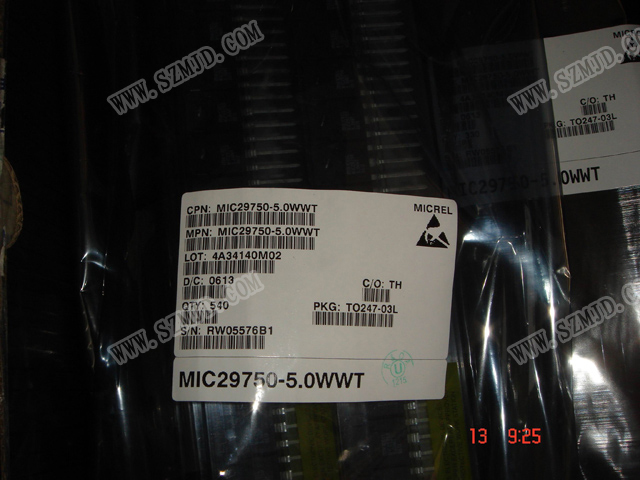 WWW.SZMJD.COM
WWW.SZMJD.COM
MICREL
C/O: TH
PKG: TO247-03L
IC29750-5.0WWT
CPN: MIC29750-5.0WWT
MICREL
MPN: MIC29750-5.0WWT
LOT: 4A34140M02
D/C: 0613
C/O: TH
QTY: 540
PKG: TO247-03L
S/N: RW05576B1
MIC29750-5.0WWT
WWW.SZMJD.COM
WWW.SZMJD.COM
13 9:25